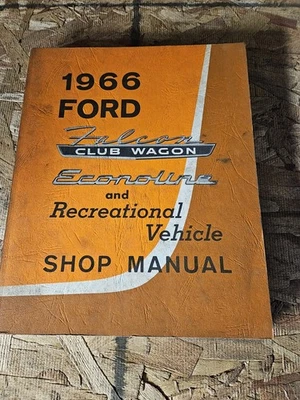 1966
FORD
Falcon
CLUB WAGON
Econoline
and
Recreational
Vehicle
SHOP MANUAL